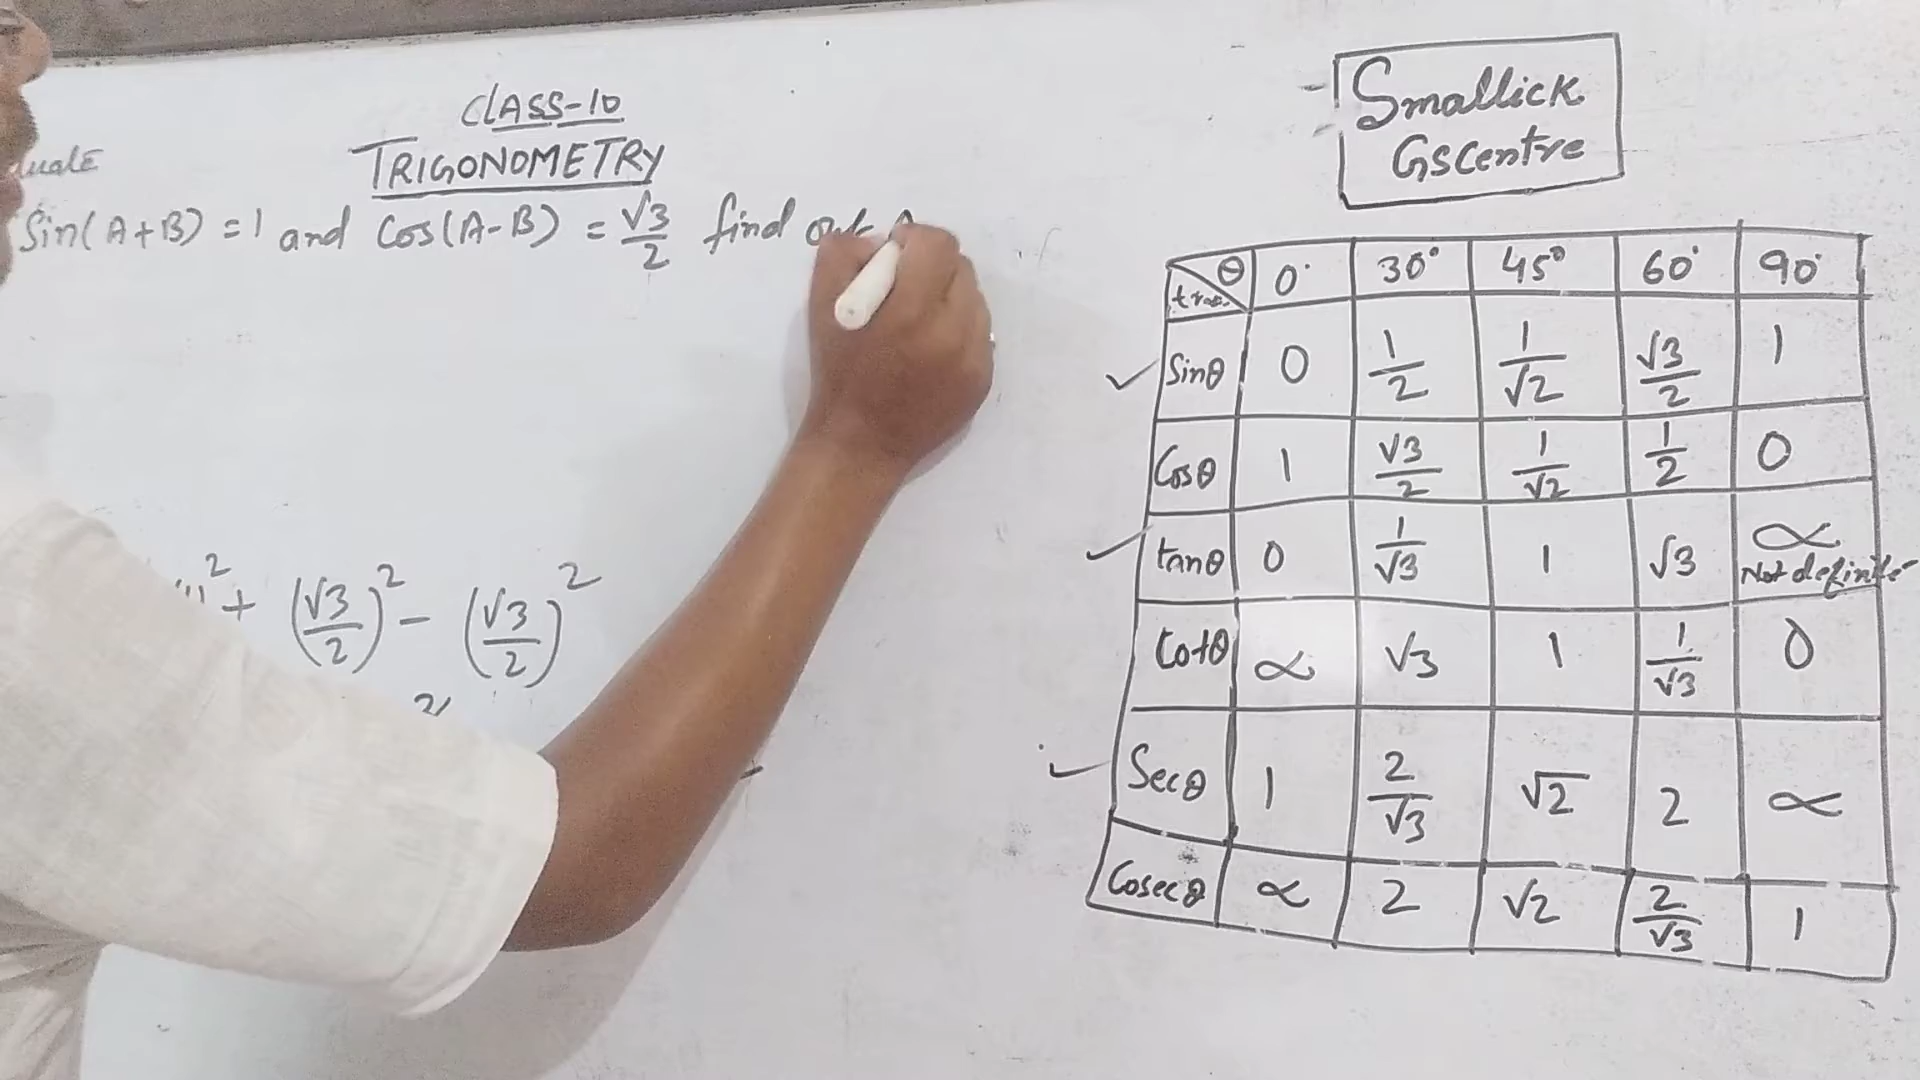 CLASS-10
TRIGONOMETRY
Sin(A+B) = 1 and Cos(A-B) = √3/2 find out A
+ (√3/2)² - (√3/2)²
2
Smallick
GSCentre
θ 0° 30° 45° 60° 90°
Sinθ 0 1/2 1/√2 √3/2 1
Cosθ 1 √3/2 1/√2 1/2 0
tanθ 0 1/√3 1 √3 ∝
Not define
Cotθ ∝ √3 1 1/√3 0
Secθ 1 2/√3 √2 2 ∝
Cosecθ ∝ 2 √2 2/√3 1